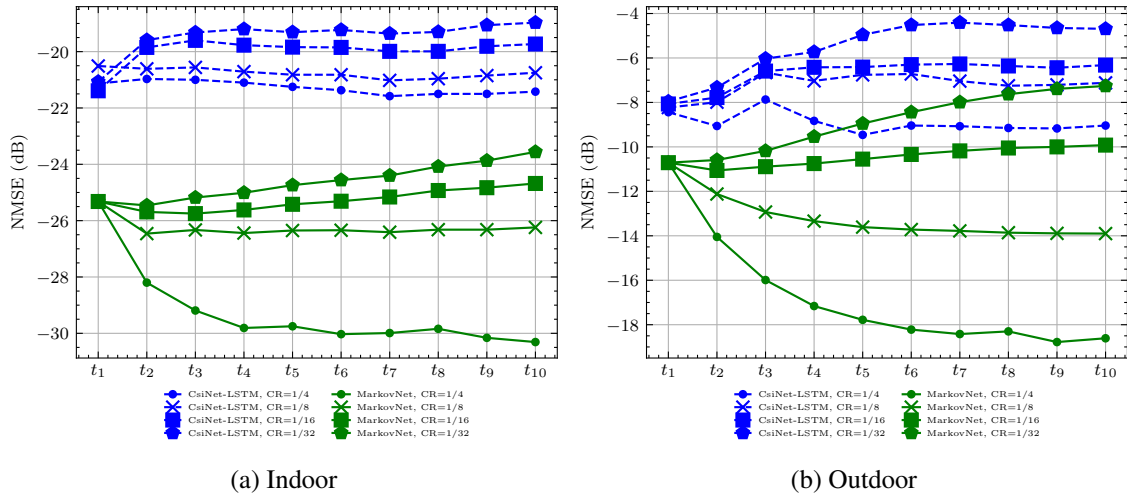 −20
−22
−24
−26
−28
−30
NMSE (dB)
t1 t2 t3 t4 t5 t6 t7 t8 t9 t10
CsiNet-LSTM, CR=1/4 MarkovNet, CR=1/4
CsiNet-LSTM, CR=1/8 MarkovNet, CR=1/8
CsiNet-LSTM, CR=1/16 MarkovNet, CR=1/16
CsiNet-LSTM, CR=1/32 MarkovNet, CR=1/32
(a) Indoor
−4
−6
−8
−10
−12
−14
−16
−18
NMSE (dB)
t1 t2 t3 t4 t5 t6 t7 t8 t9 t10
CsiNet-LSTM, CR=1/4 MarkovNet, CR=1/4
CsiNet-LSTM, CR=1/8 MarkovNet, CR=1/8
CsiNet-LSTM, CR=1/16 MarkovNet, CR=1/16
CsiNet-LSTM, CR=1/32 MarkovNet, CR=1/32
(b) Outdoor